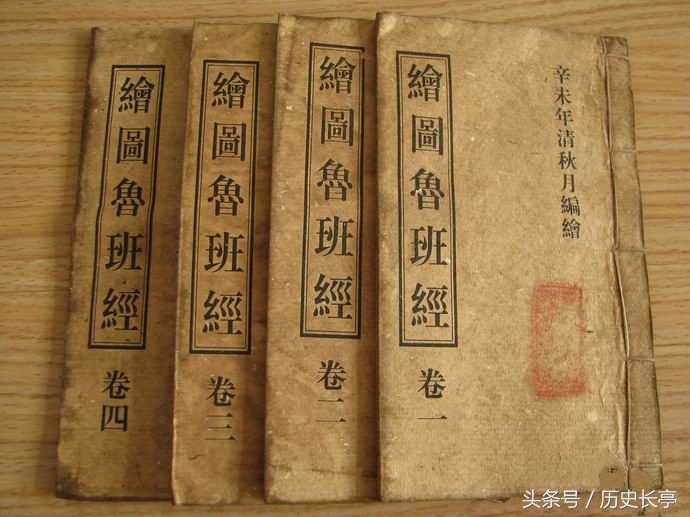 辛未年清秋月編繪
繪圖魯班經
卷一
繪圖魯班經
卷二
繪圖魯班經
卷三
繪圖魯班經
卷四
头条号／历史长亭